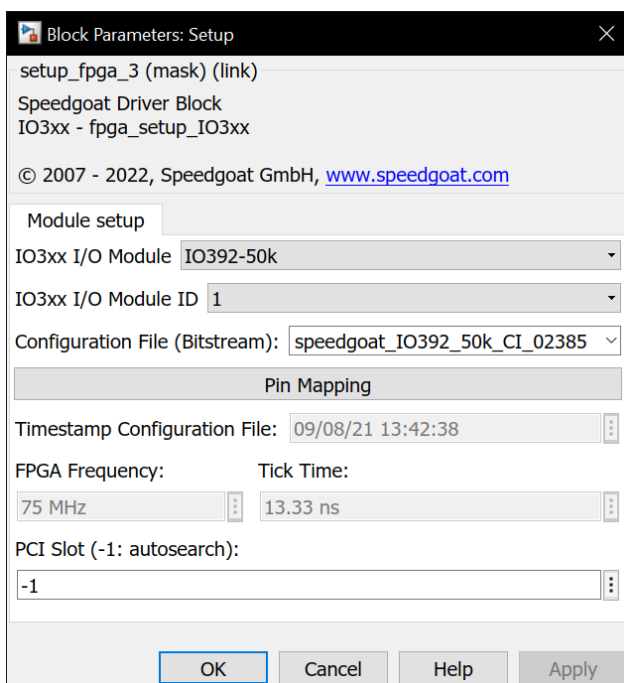 Block Parameters: Setup
setup_fpga_3 (mask) (link)
Speedgoat Driver Block
IO3xx - fpga_setup_IO3xx
© 2007 - 2022, Speedgoat GmbH, www.speedgoat.com
Module setup
IO3xx I/O Module IO392-50k
IO3xx I/O Module ID 1
Configuration File (Bitstream): speedgoat_IO392_50k_CI_02385
Pin Mapping
Timestamp Configuration File: 09/08/21 13:42:38
FPGA Frequency: Tick Time:
75 MHz 13.33 ns
PCI Slot (-1: autosearch):
-1
OK Cancel Help Apply